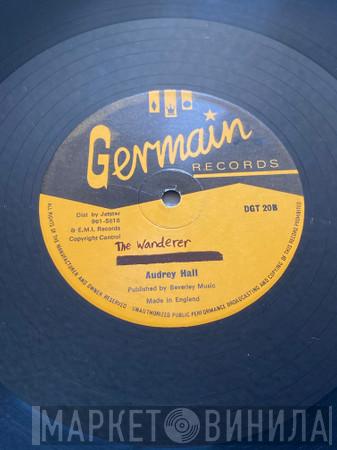 Germain
RECORDS
Dist by Jetstar
961-5818
& E.M.I. Records
Copyright Control
DGT 20B
The Wanderer
Audrey Hall
Published by Beverley Music
Made in England
ALL RIGHTS OF THE MANUFACTURER AND OWNER RESERVED · UNAUTHORIZED PUBLIC PERFORMANCE BROADCASTING AND COPYING OF THIS RECORD PROHIBITED
МАРКЕТ ВИНИЛА